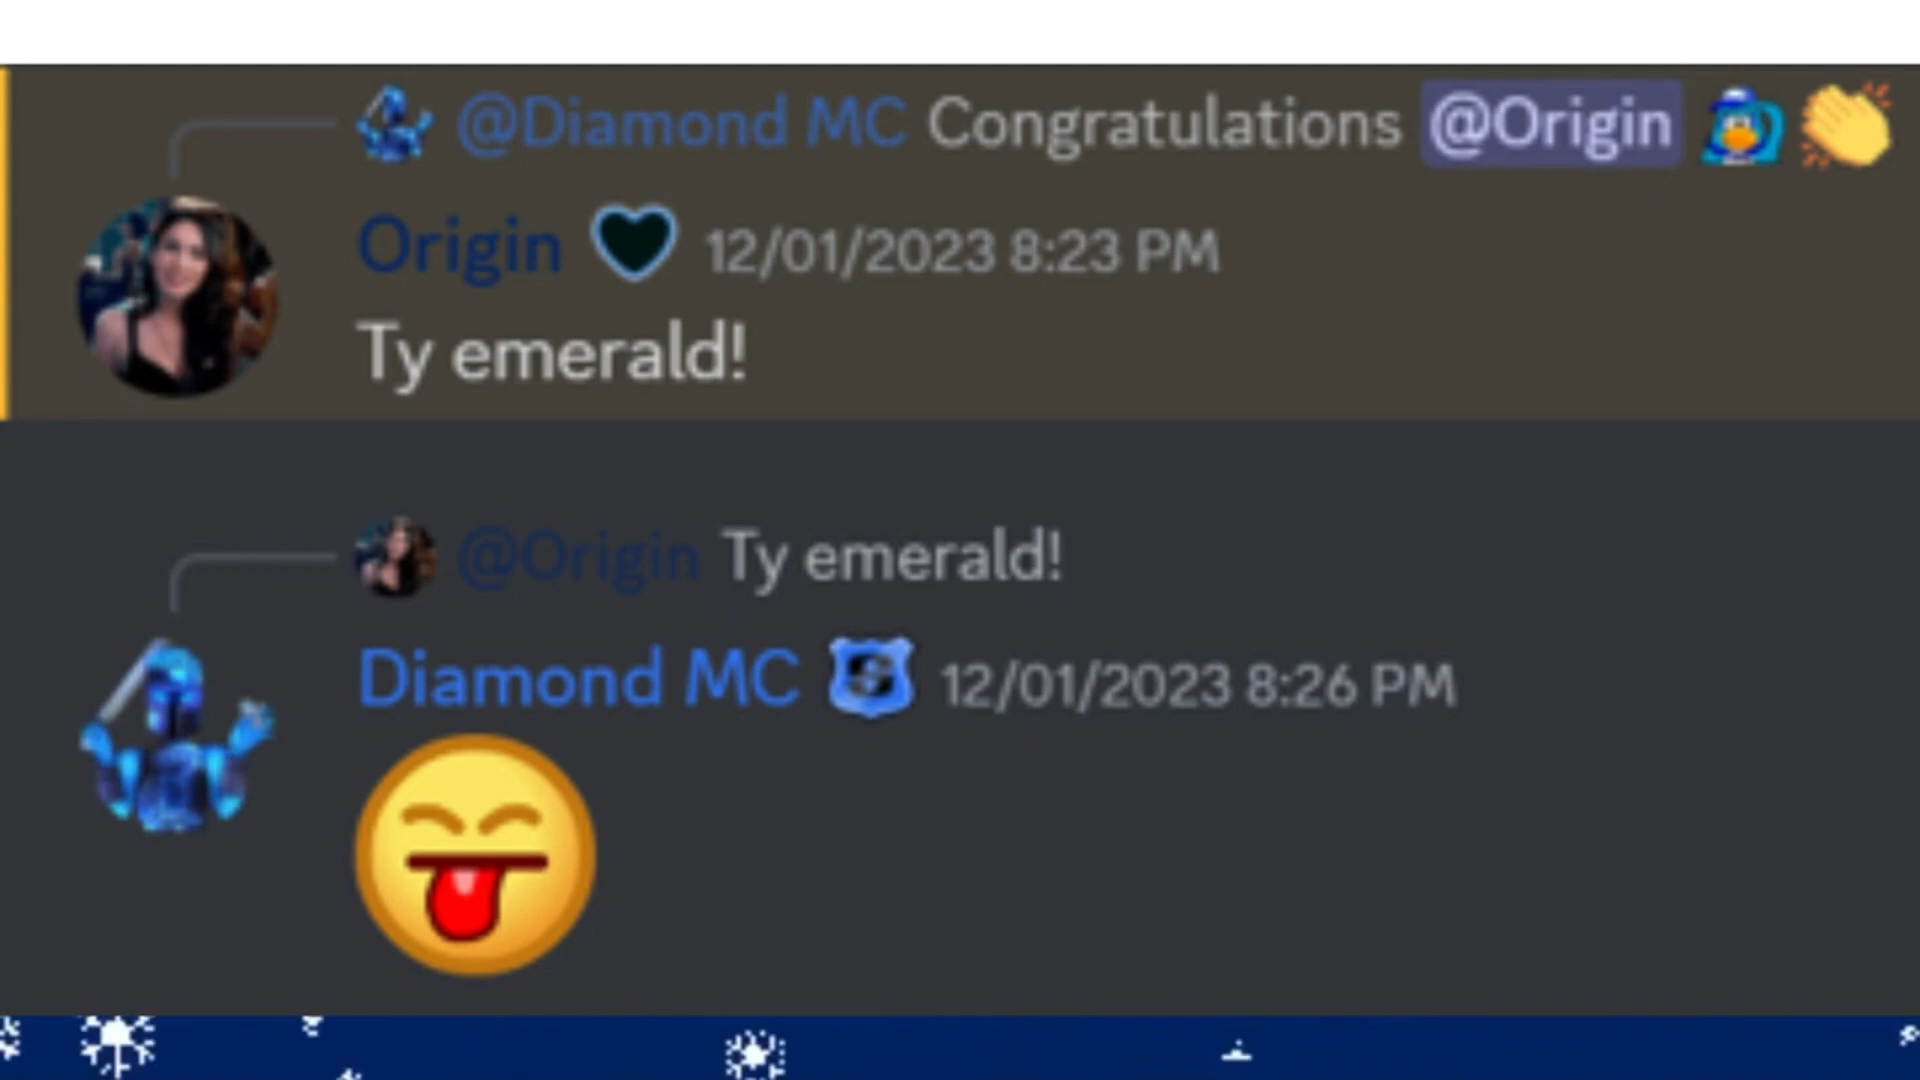 @Diamond MC Congratulations @Origin
Origin 12/01/2023 8:23 PM
Ty emerald!
@Origin Ty emerald!
Diamond MC 12/01/2023 8:26 PM